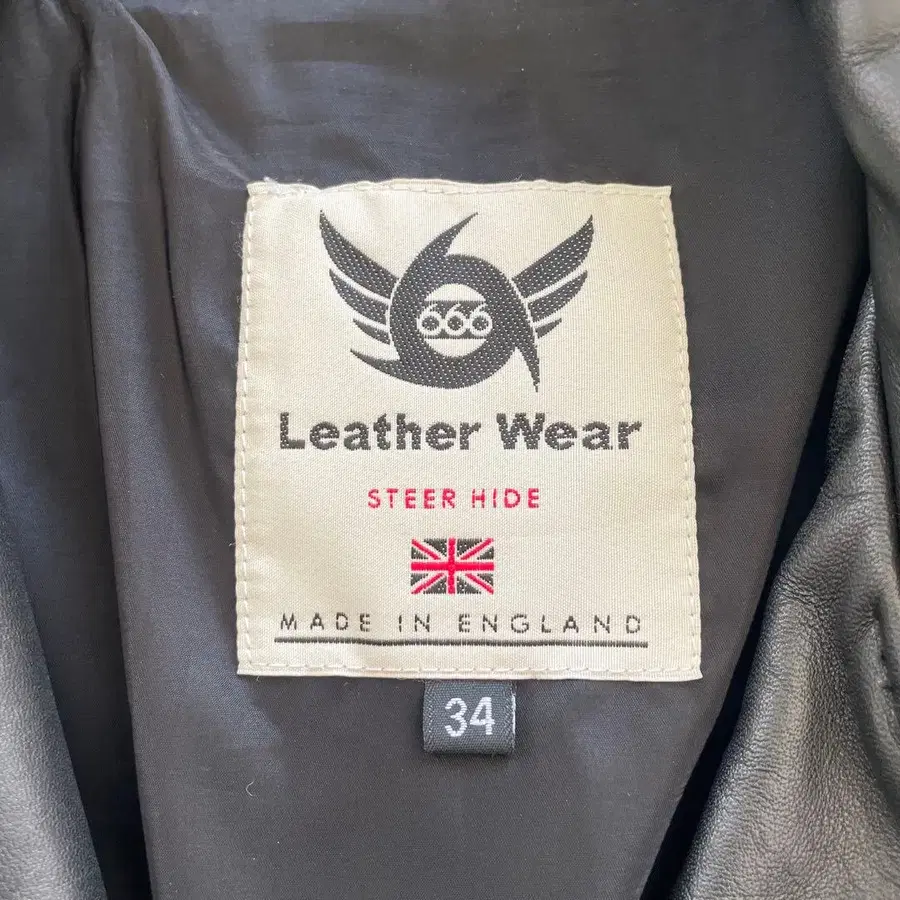 666
Leather Wear
STEER HIDE
MADE IN ENGLAND
34